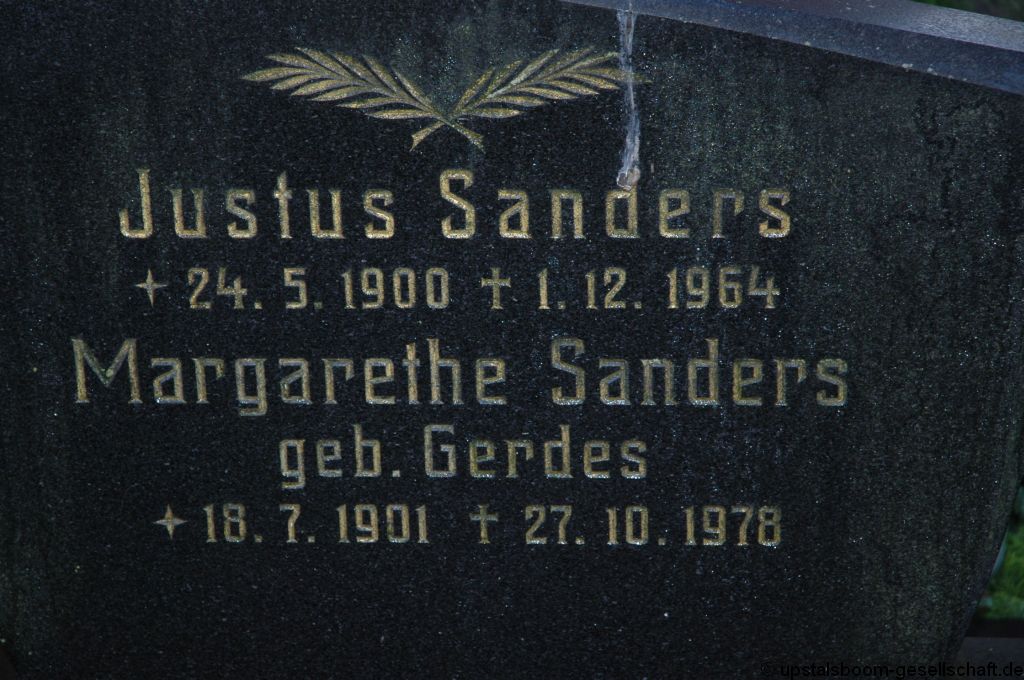 Justus Sanders
✦ 24. 5. 1900 ✝ 1. 12. 1964
Margarethe Sanders
geb. Gerdes
✦ 18. 7. 1901 ✝ 27. 10. 1978
© upstalsboom-gesellschaft.de